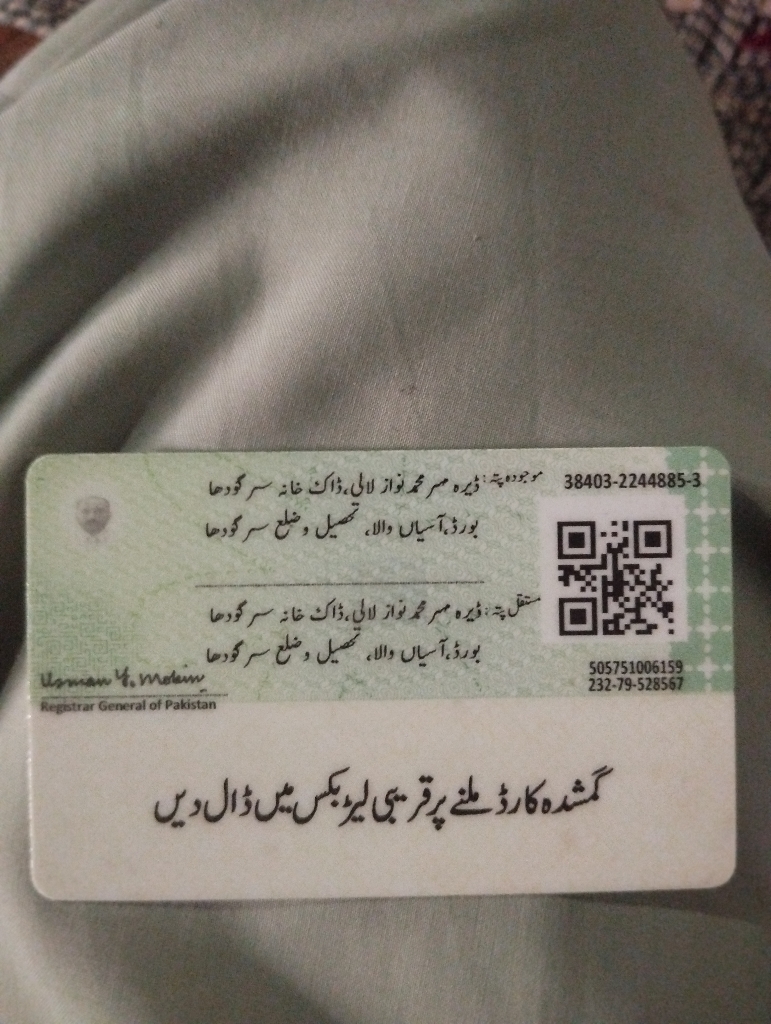 38403-2244885-3
موجودہ پتہ: ڈیرہ مہر محمد نواز لالی، ڈاک خانہ سرگودھا
بورڈ، آسیاں والا، تحصیل و ضلع سرگودھا
مستقل پتہ: ڈیرہ مہر محمد نواز لالی، ڈاک خانہ سرگودھا
بورڈ، آسیاں والا، تحصیل و ضلع سرگودھا
505751006159
232-79-528567
Usman Y. Mobin
Registrar General of Pakistan
گمشدہ کارڈ ملنے پر قریبی لیٹر بکس میں ڈال دیں